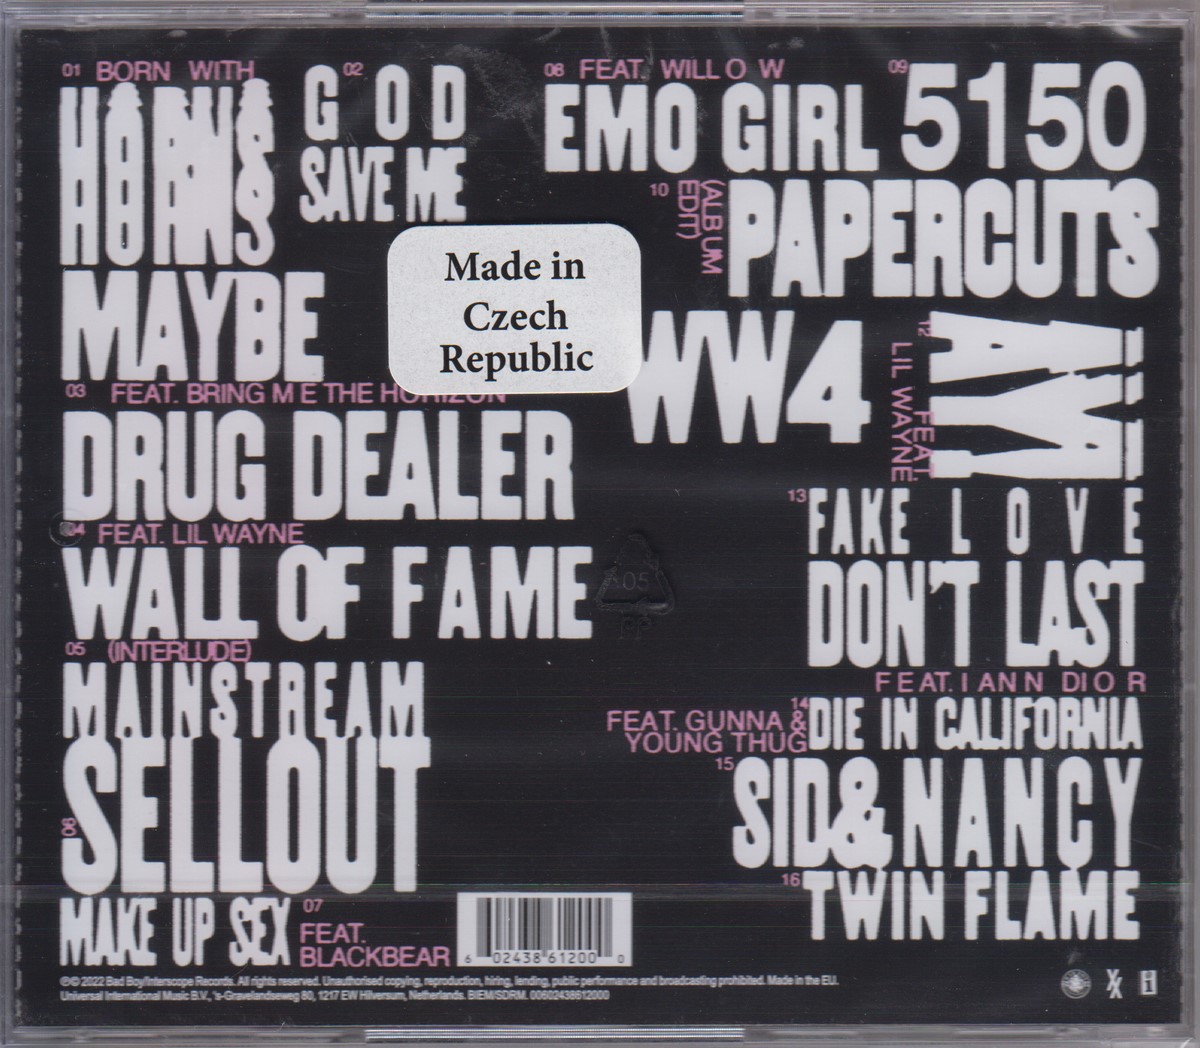 01 BORN WITH
HORNS
HORNS
02
GOD
SAVE ME
MAYBE
03 FEAT. BRING ME THE HORIZON
DRUG DEALER
04 FEAT. LIL WAYNE
WALL OF FAME
05 (INTERLUDE)
MAINSTREAM
SELLOUT
06
MAKE UP SEX
07
FEAT.
BLACKBEAR
Made in
Czech
Republic
08 FEAT. WILLOW
EMO GIRL
09
5150
10
(ALBUM
EDIT)
PAPERCUTS
WW4
12
AY!
FEAT.
LIL WAYNE
13
FAKE LOVE
DON'T LAST
FEAT. IANN DIOR
14
DIE IN CALIFORNIA
FEAT. GUNNA &
YOUNG THUG
15
SID & NANCY
16
TWIN FLAME
05
PP
6 02438 61200 0
℗© 2022 Bad Boy/Interscope Records. All rights reserved. Unauthorised copying, reproduction, hiring, lending, public performance and broadcasting prohibited. Made in the EU.
Universal International Music B.V., 's-Gravelandseweg 80, 1217 EW Hilversum, Netherlands. BIEM/SDRM. 00602438612000
XX
i